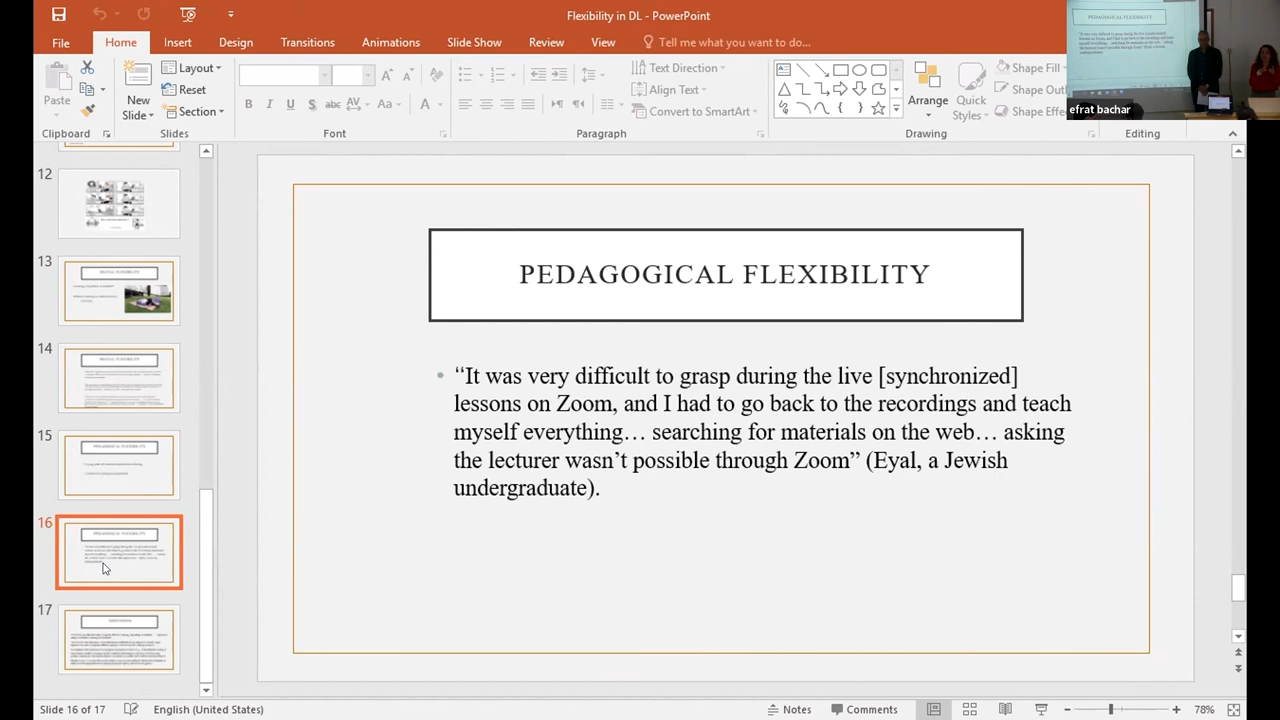 Flexibility in DL - PowerPoint
File
Home
Insert
Design
Transitions
Slide Show
Review
View
Tell me what you want to do...
Paste
New
Slide
Layout
Reset
Section
Text Direction
Align Text
Convert to SmartArt
Arrange
Quick
Styles
Shape Fill
Clipboard
Slides
Font
Paragraph
Drawing
Editing
PEDAGOGICAL FLEXIBILITY
efrat bachar
12
13
14
15
16
17
PEDAGOGICAL FLEXIBILITY
“It was very difficult to grasp during the live [synchronized]
lessons on Zoom, and I had to go back to the recordings and teach
myself everything… searching for materials on the web… asking
the lecturer wasn’t possible through Zoom” (Eyal, a Jewish
undergraduate).
Slide 16 of 17
English (United States)
Notes
Comments
78%